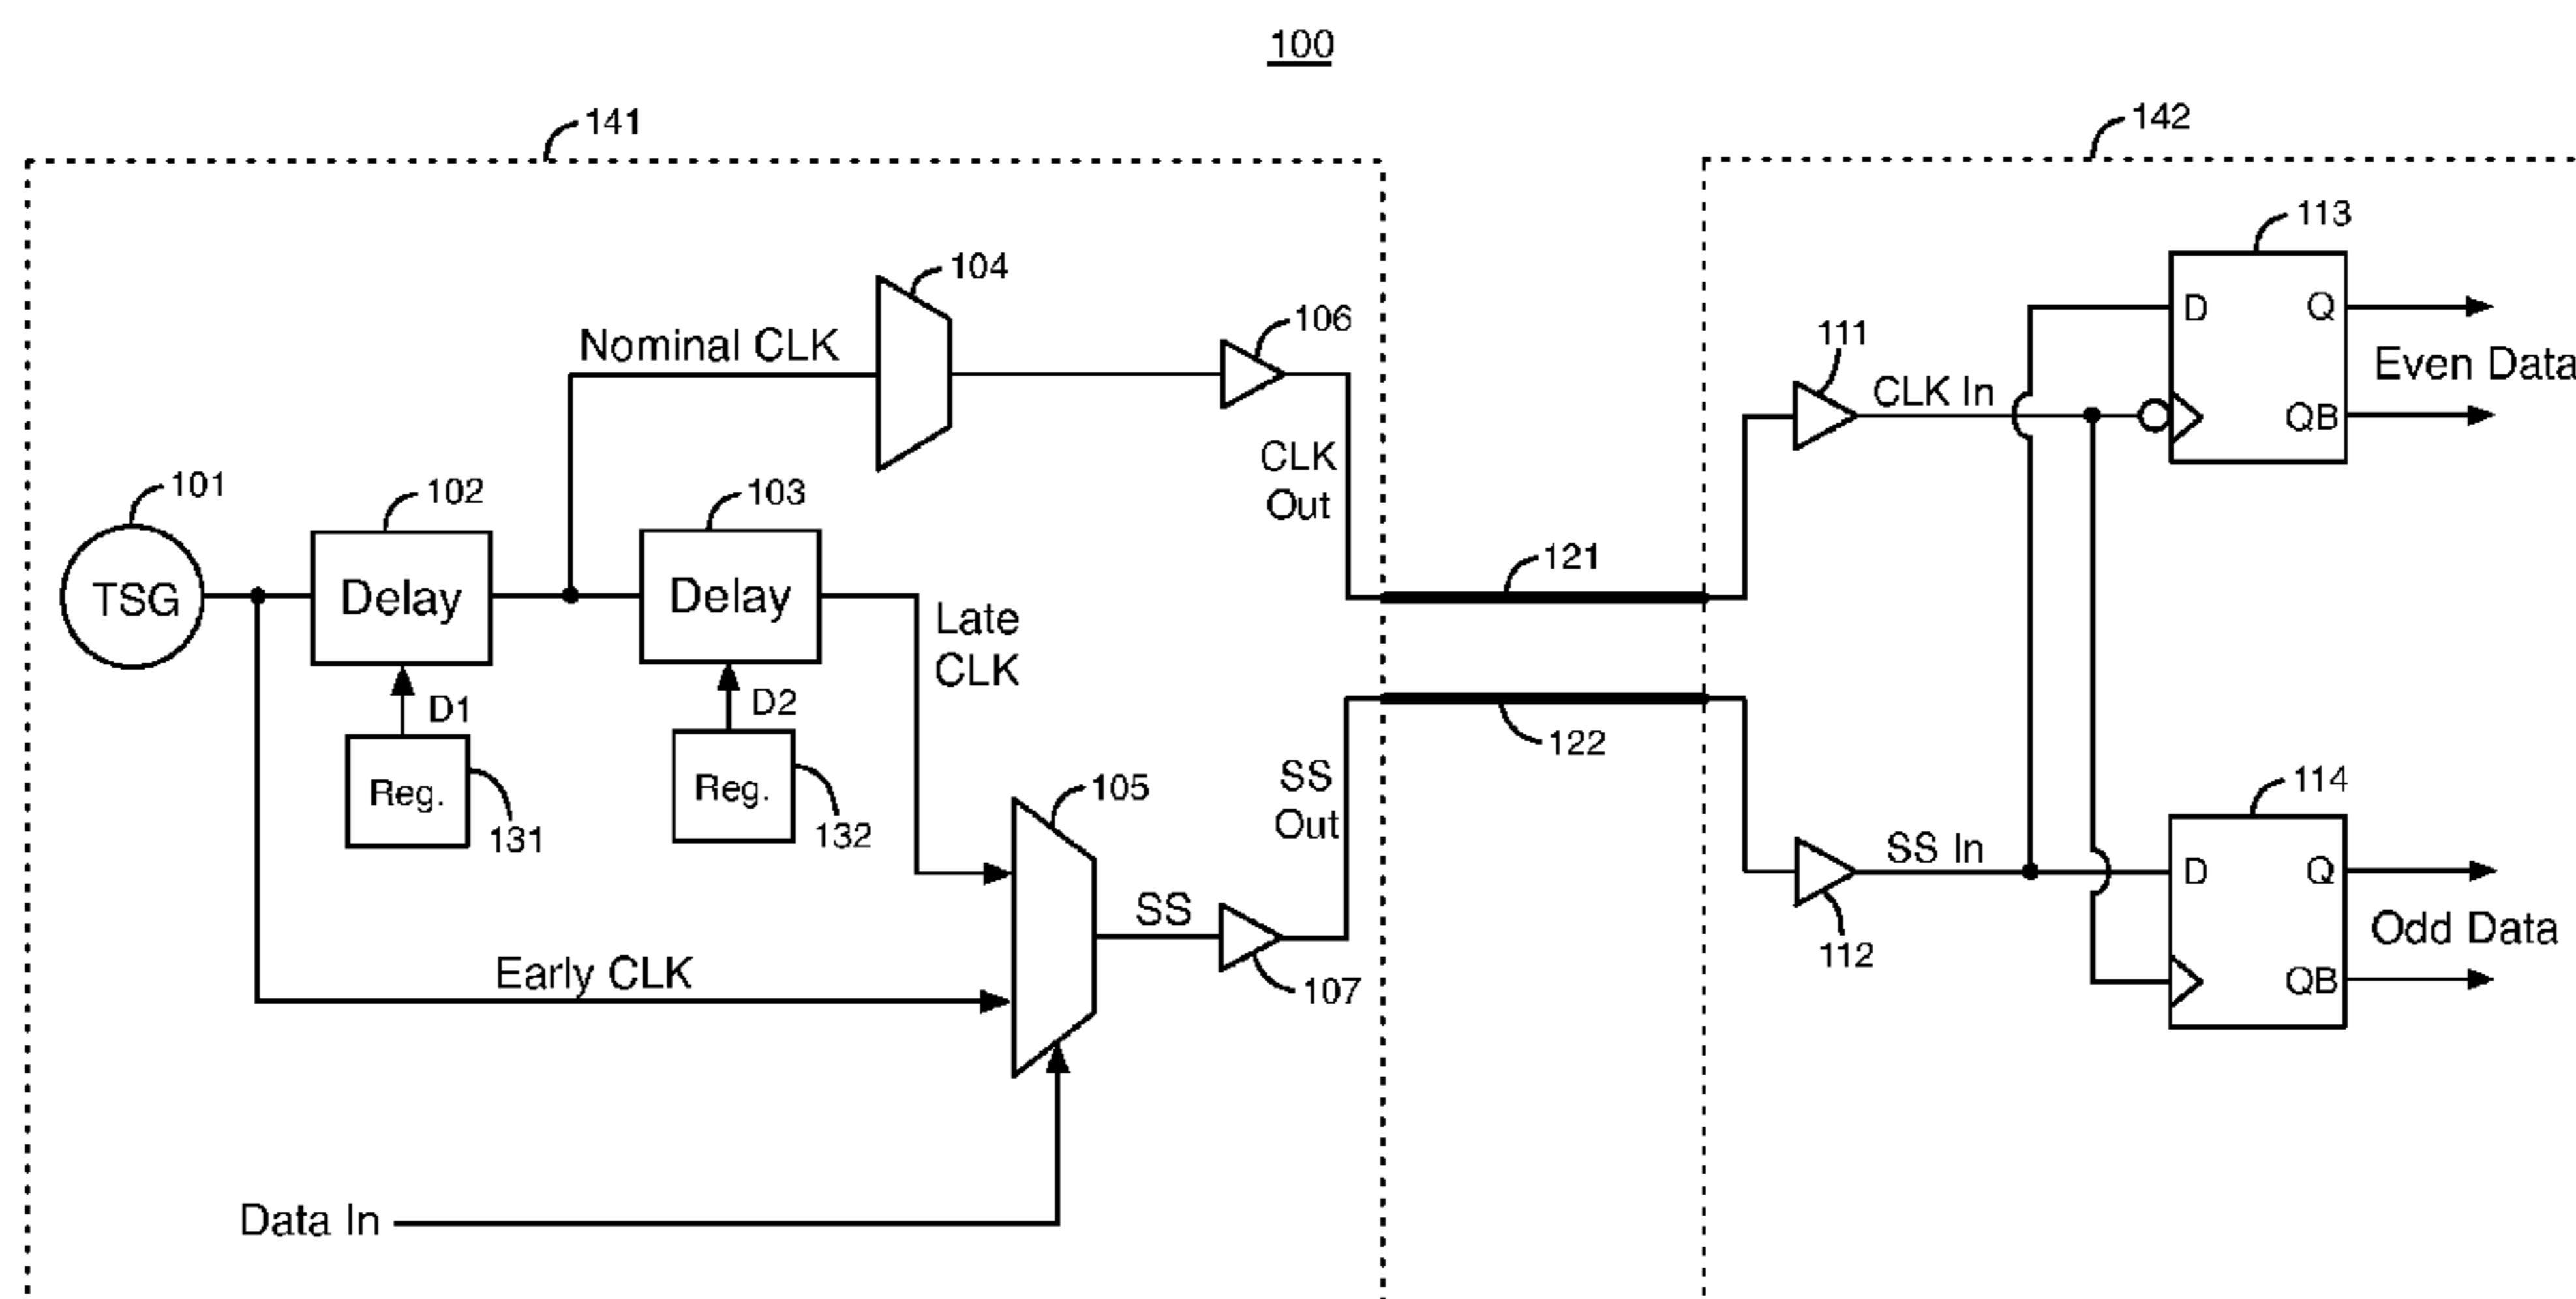 100
141
142
113
104
106
111
D
Q
Nominal CLK
CLK In
Even Data
QB
CLK
Out
101
102
103
121
TSG
Delay
Delay
Late
CLK
D1
D2
122
Reg.
Reg.
131
132
105
SS
Out
114
SS In
D
Q
SS
112
Odd Data
Early CLK
107
QB
Data In